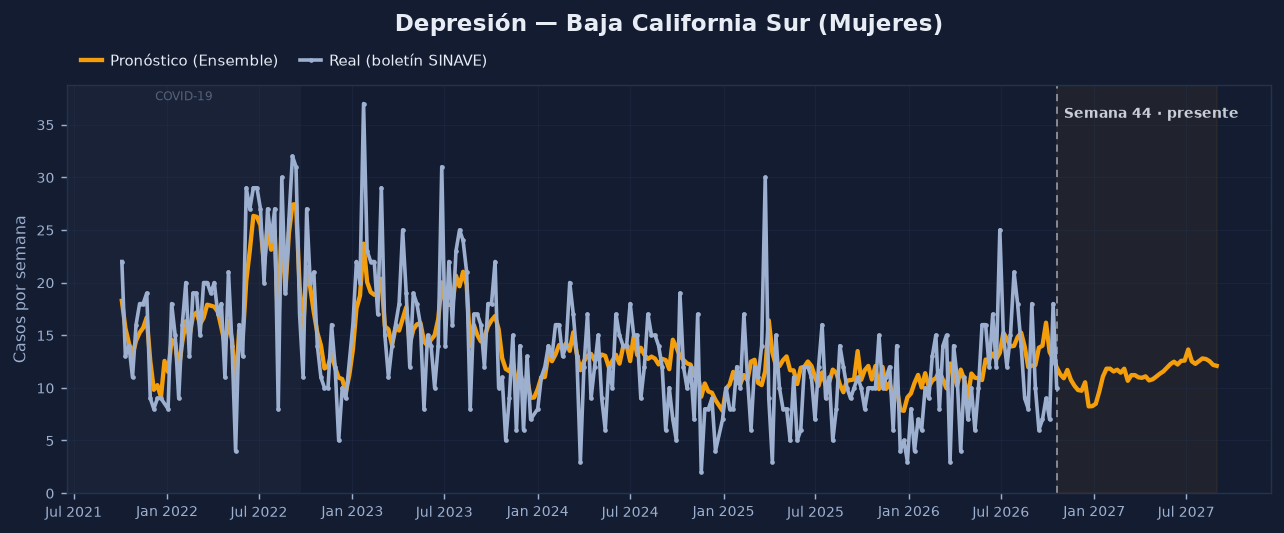 Depresión — Baja California Sur (Mujeres)
Pronóstico (Ensemble)
Real (boletín SINAVE)
COVID-19
Semana 44 · presente
Casos por semana
35
30
25
20
15
10
5
0
Jul 2021
Jan 2022
Jul 2022
Jan 2023
Jul 2023
Jan 2024
Jul 2024
Jan 2025
Jul 2025
Jan 2026
Jul 2026
Jan 2027
Jul 2027